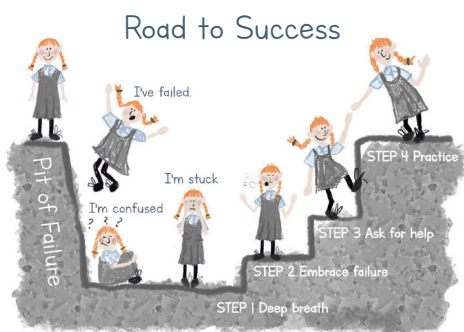 Road to Success
I've failed.
Pit of Failure
I'm confused
? ? ?
I'm stuck
STEP 1 Deep breath
STEP 2 Embrace failure
STEP 3 Ask for help
STEP 4 Practice